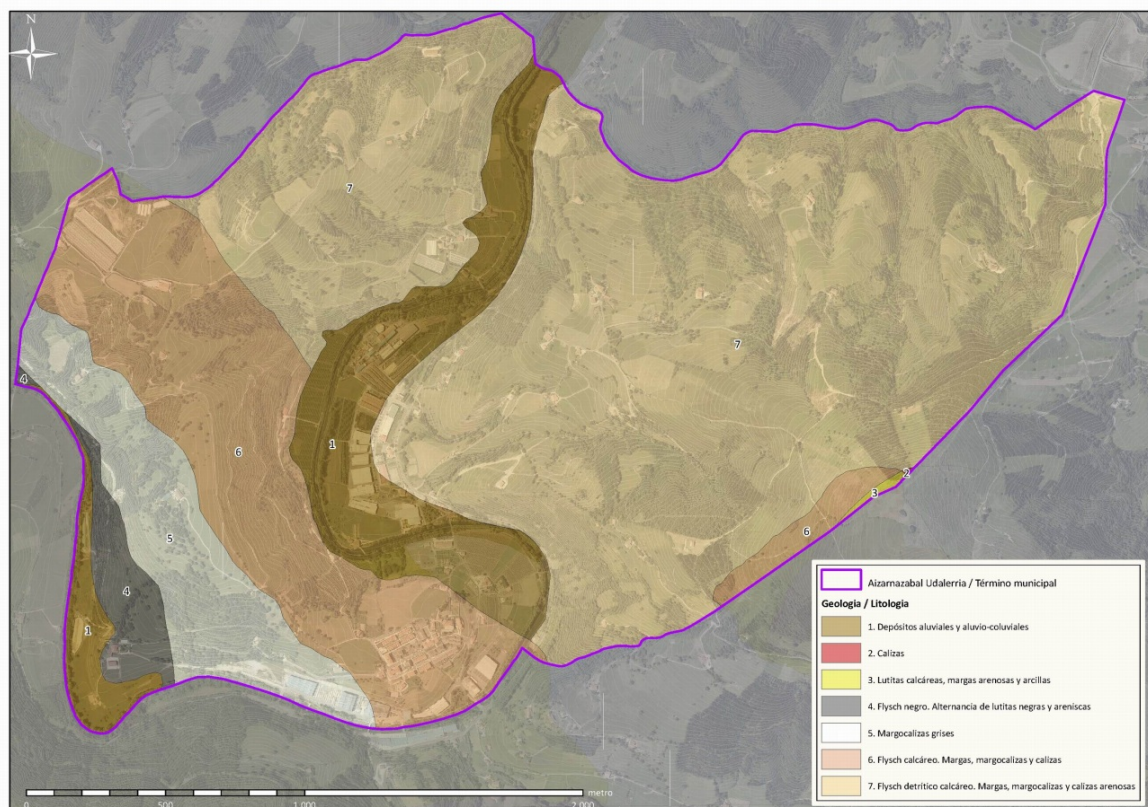 N
7
7
4
1
6
2
3
6
5
4
1
Aizarnazabal Udalerria / Término municipal
Geologia / Litologia
1. Depósitos aluviales y aluvio-coluviales
2. Calizas
3. Lutitas calcáreas, margas arenosas y arcillas
4. Flysch negro. Alternancia de lutitas negras y areniscas
5. Margocalizas grises
6. Flysch calcáreo. Margas, margocalizas y calizas
7. Flysch detrítico calcáreo. Margas, margocalizas y calizas arenosas
metro
0 500 1.000 2.000